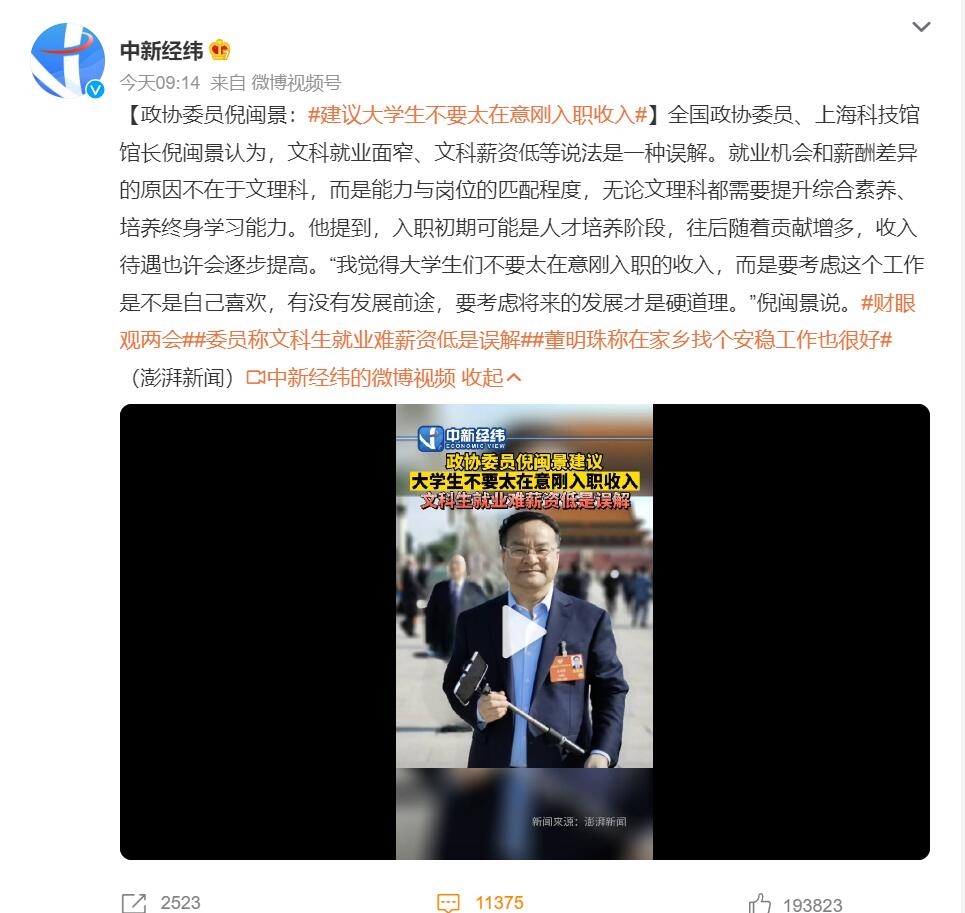 中新经纬
今天09:14 来自 微博视频号
【政协委员倪闽景：#建议大学生不要太在意刚入职收入#】全国政协委员、上海科技馆
馆长倪闽景认为，文科就业面窄、文科薪资低等说法是一种误解。就业机会和薪酬差异
的原因不在于文理科，而是能力与岗位的匹配程度，无论文理科都需要提升综合素养、
培养终身学习能力。他提到，入职初期可能是人才培养阶段，往后随着贡献增多，收入
待遇也许会逐步提高。“我觉得大学生们不要太在意刚入职的收入，而是要考虑这个工作
是不是自己喜欢，有没有发展前途，要考虑将来的发展才是硬道理。”倪闽景说。#财眼
观两会##委员称文科生就业难薪资低是误解##董明珠称在家乡找个安稳工作也很好#
（澎湃新闻）中新经纬的微博视频 收起
中新经纬
ECONOMIC VIEW
政协委员倪闽景建议
大学生不要太在意刚入职收入
文科生就业难薪资低是误解
新闻来源：澎湃新闻
2523
11375
193823